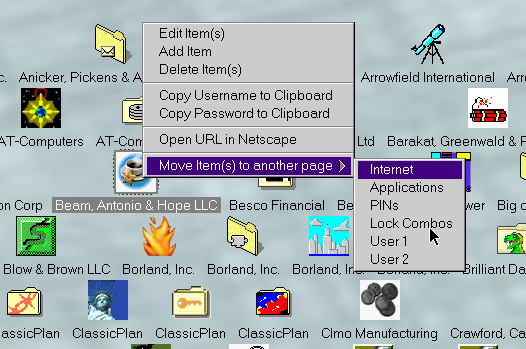 Edit Item(s)
Add Item
Delete Item(s)
c. Anicker, Pickens & A
Arrowfield International
Arro
Copy Username to Clipboard
Copy Password to Clipboard
AT-Computers
AT-Com
Open URL in Netscape
Ltd
Barakat, Greenwald & P
Move Item(s) to another page
Internet
Applications
PINs
Lock Combos
User 1
User 2
on Corp
Beam, Antonio & Hope LLC
Besco Financial
Be
wer
Big c
Blow & Brown LLC
Borland, Inc.
Borland, Inc.
Borland, Inc.
Borland, Inc.
Brilliant Da
lassicPlan
ClassicPlan
ClassicPlan
ClassicPlan
Clmo Manufacturing
Crawford, Ca